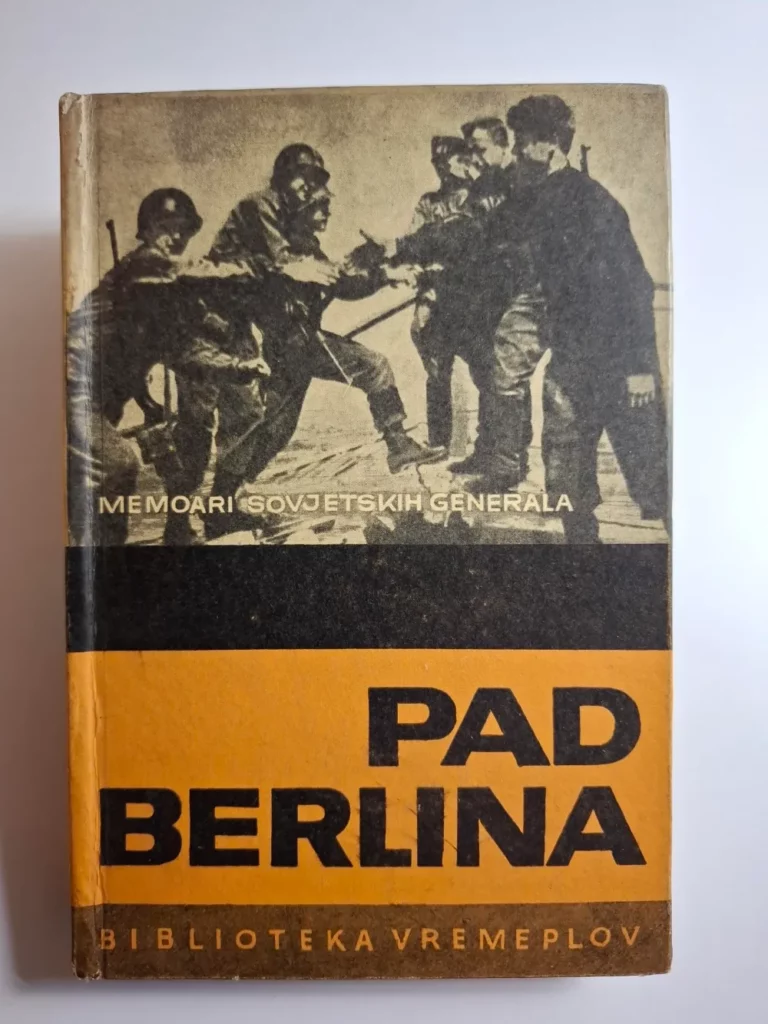 MEMOARI SOVJETSKIH GENERALA
PAD
BERLINA
BIBLIOTEKA VREMEPLOV